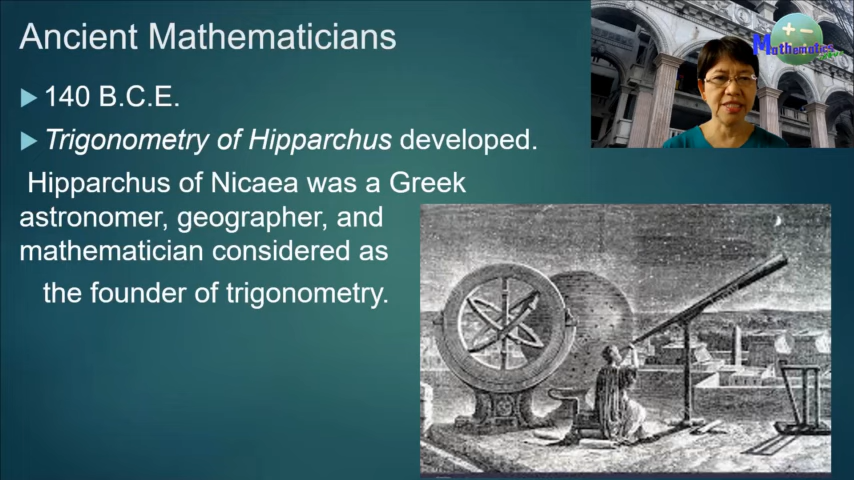 Ancient Mathematicians
140 B.C.E.
Trigonometry of Hipparchus developed.
Hipparchus of Nicaea was a Greek
astronomer, geographer, and
mathematician considered as
the founder of trigonometry.
Mathematics